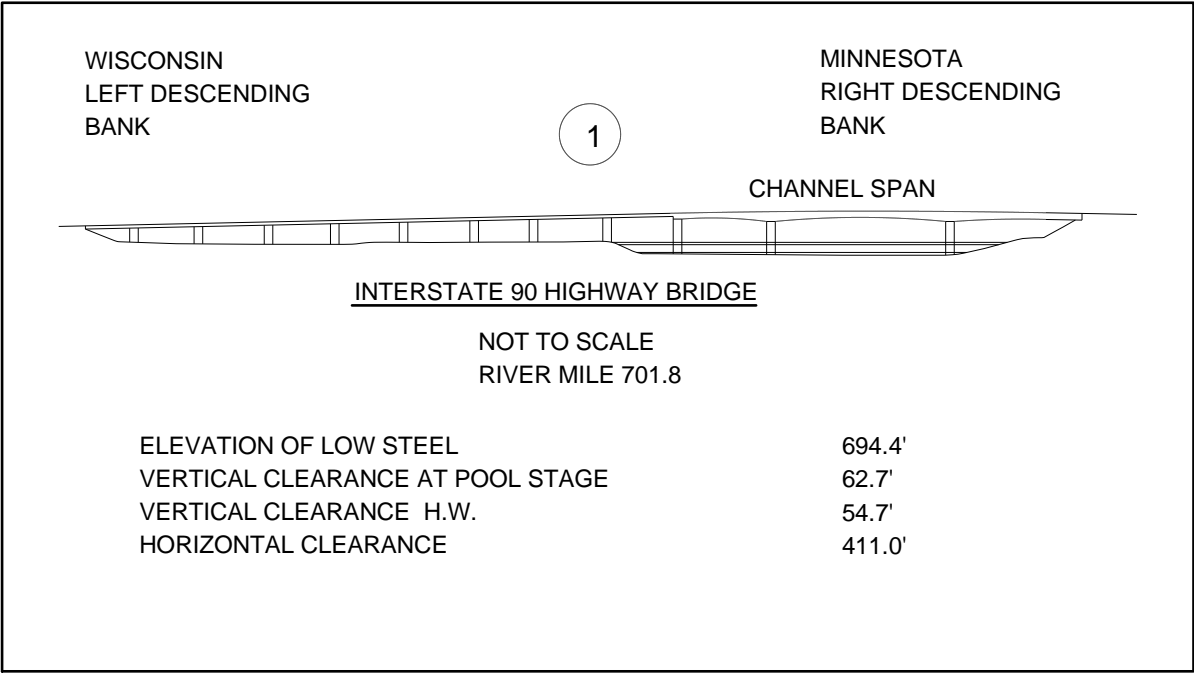 WISCONSIN
LEFT DESCENDING
BANK
MINNESOTA
RIGHT DESCENDING
BANK
1
CHANNEL SPAN
INTERSTATE 90 HIGHWAY BRIDGE
NOT TO SCALE
RIVER MILE 701.8
ELEVATION OF LOW STEEL 694.4'
VERTICAL CLEARANCE AT POOL STAGE 62.7'
VERTICAL CLEARANCE H.W. 54.7'
HORIZONTAL CLEARANCE 411.0'